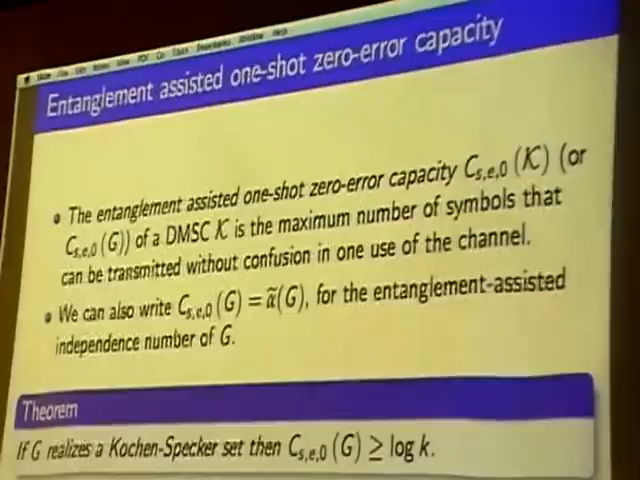 Entanglement assisted one-shot zero-error capacity
• The entanglement assisted one-shot zero-error capacity C_{s,e,0}(K) (or
C_{s,e,0}(G)) of a DMSC K is the maximum number of symbols that
can be transmitted without confusion in one use of the channel.
• We can also write C_{s,e,0}(G) = α̃(G), for the entanglement-assisted
independence number of G.
Theorem
If G realizes a Kochen-Specker set then C_{s,e,0}(G) ≥ log k.